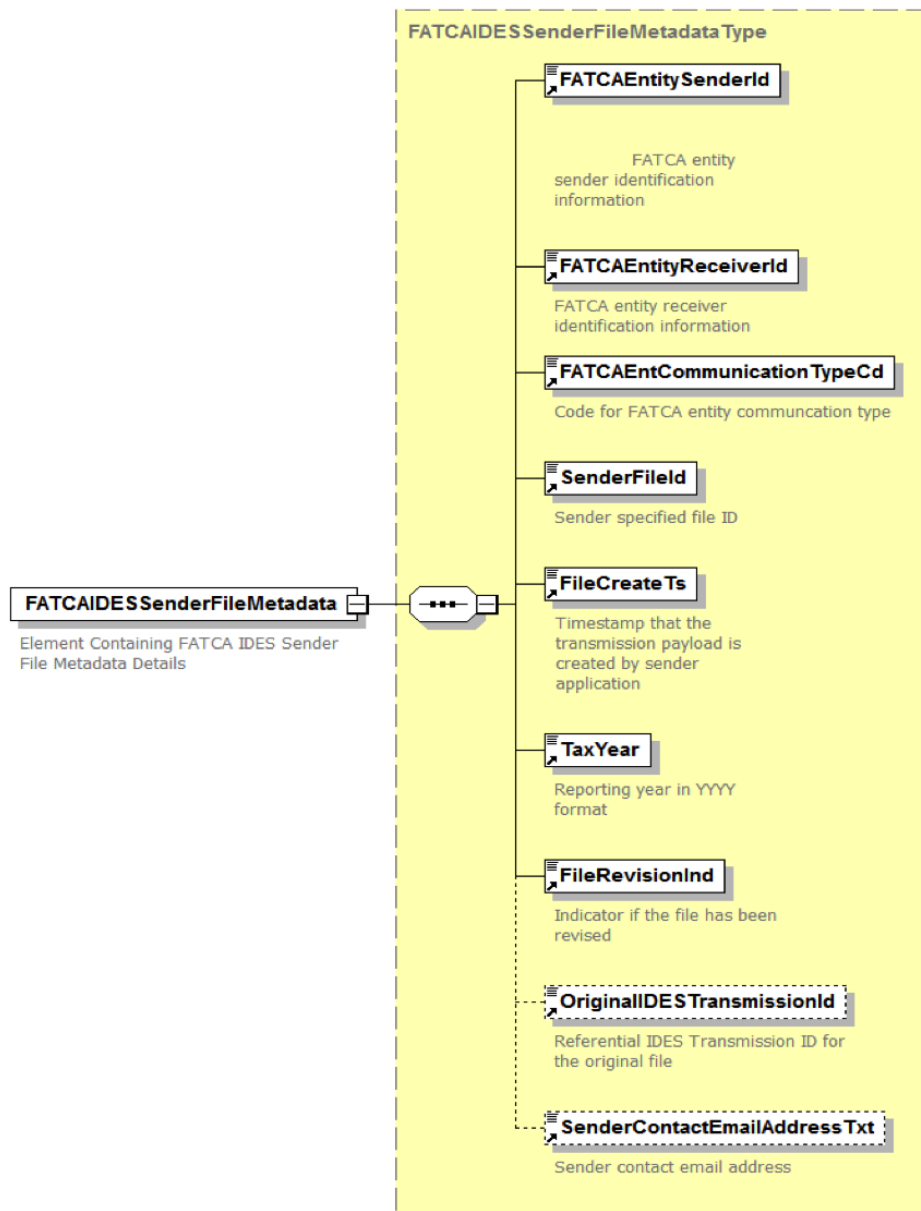 FATCAIDESSenderFileMetadataType
FATCAEntitySenderId
FATCA entity
sender identification
information
FATCAEntityReceiverId
FATCA entity receiver
identification information
FATCAEntCommunicationTypeCd
Code for FATCA entity communcation type
SenderFileId
Sender specified file ID
FATCAIDESSenderFileMetadata
Element Containing FATCA IDES Sender
File Metadata Details
FileCreateTs
Timestamp that the
transmission payload is
created by sender
application
TaxYear
Reporting year in YYYY
format
FileRevisionInd
Indicator if the file has been
revised
OriginalIDESTransmissionId
Referential IDES Transmission ID for
the original file
SenderContactEmailAddressTxt
Sender contact email address